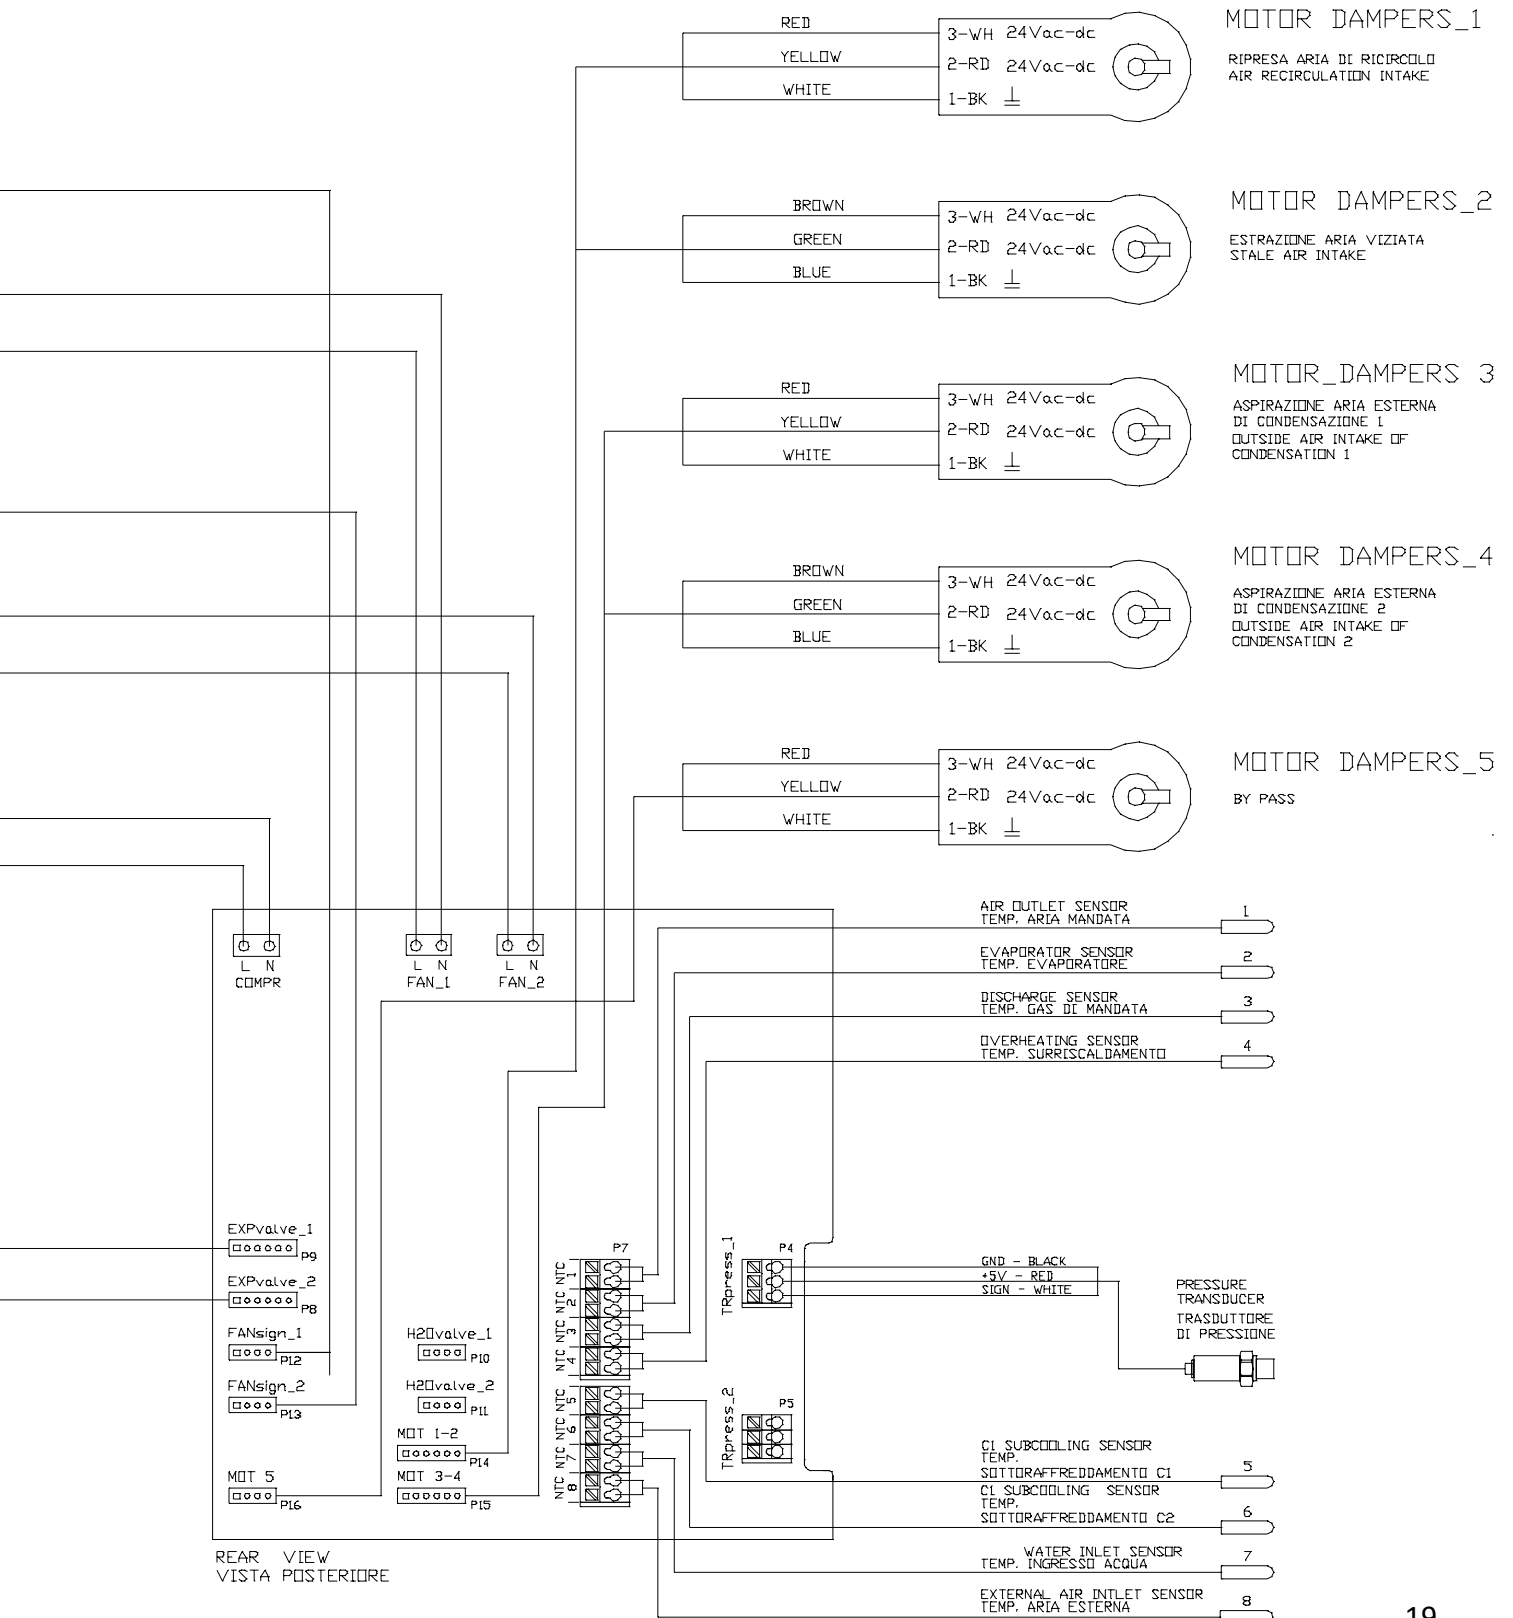 RED
YELLOW
WHITE
3-WH 24Vac-dc
2-RD 24Vac-dc
1-BK
MOTOR DAMPERS_1
RIPRESA ARIA DI RICIRCOLO
AIR RECIRCULATION INTAKE
BROWN
GREEN
BLUE
3-WH 24Vac-dc
2-RD 24Vac-dc
1-BK
MOTOR DAMPERS_2
ESTRAZIONE ARIA VIZIATA
STALE AIR INTAKE
RED
YELLOW
WHITE
3-WH 24Vac-dc
2-RD 24Vac-dc
1-BK
MOTOR_DAMPERS 3
ASPIRAZIONE ARIA ESTERNA
DI CONDENSAZIONE 1
OUTSIDE AIR INTAKE OF
CONDENSATION 1
BROWN
GREEN
BLUE
3-WH 24Vac-dc
2-RD 24Vac-dc
1-BK
MOTOR DAMPERS_4
ASPIRAZIONE ARIA ESTERNA
DI CONDENSAZIONE 2
OUTSIDE AIR INTAKE OF
CONDENSATION 2
RED
YELLOW
WHITE
3-WH 24Vac-dc
2-RD 24Vac-dc
1-BK
MOTOR DAMPERS_5
BY PASS
L N
COMPR
L N
FAN_1
L N
FAN_2
AIR OUTLET SENSOR
TEMP. ARIA MANDATA
1
EVAPORATOR SENSOR
TEMP. EVAPORATORE
2
DISCHARGE SENSOR
TEMP. GAS DI MANDATA
3
OVERHEATING SENSOR
TEMP. SURRISCALDAMENTO
4
EXPvalve_1
P9
EXPvalve_2
P8
FANsign_1
P12
FANsign_2
P13
MOT 5
P16
H2Ovalve_1
P10
H2Ovalve_2
P11
MOT 1-2
P14
MOT 3-4
P15
P7
NTC 1
NTC 2
NTC 3
NTC 4
NTC 5
NTC 6
NTC 7
NTC 8
TRpress_1
P4
TRpress_2
P5
GND - BLACK
+5V - RED
SIGN - WHITE
PRESSURE
TRANSDUCER
TRASDUTTORE
DI PRESSIONE
C1 SUBCOOLING SENSOR
TEMP.
SOTTORAFFREDDAMENTO C1
5
C1 SUBCOOLING SENSOR
TEMP.
SOTTORAFFREDDAMENTO C2
6
WATER INLET SENSOR
TEMP. INGRESSO ACQUA
7
EXTERNAL AIR INTLET SENSOR
TEMP. ARIA ESTERNA
8
REAR VIEW
VISTA POSTERIORE
19